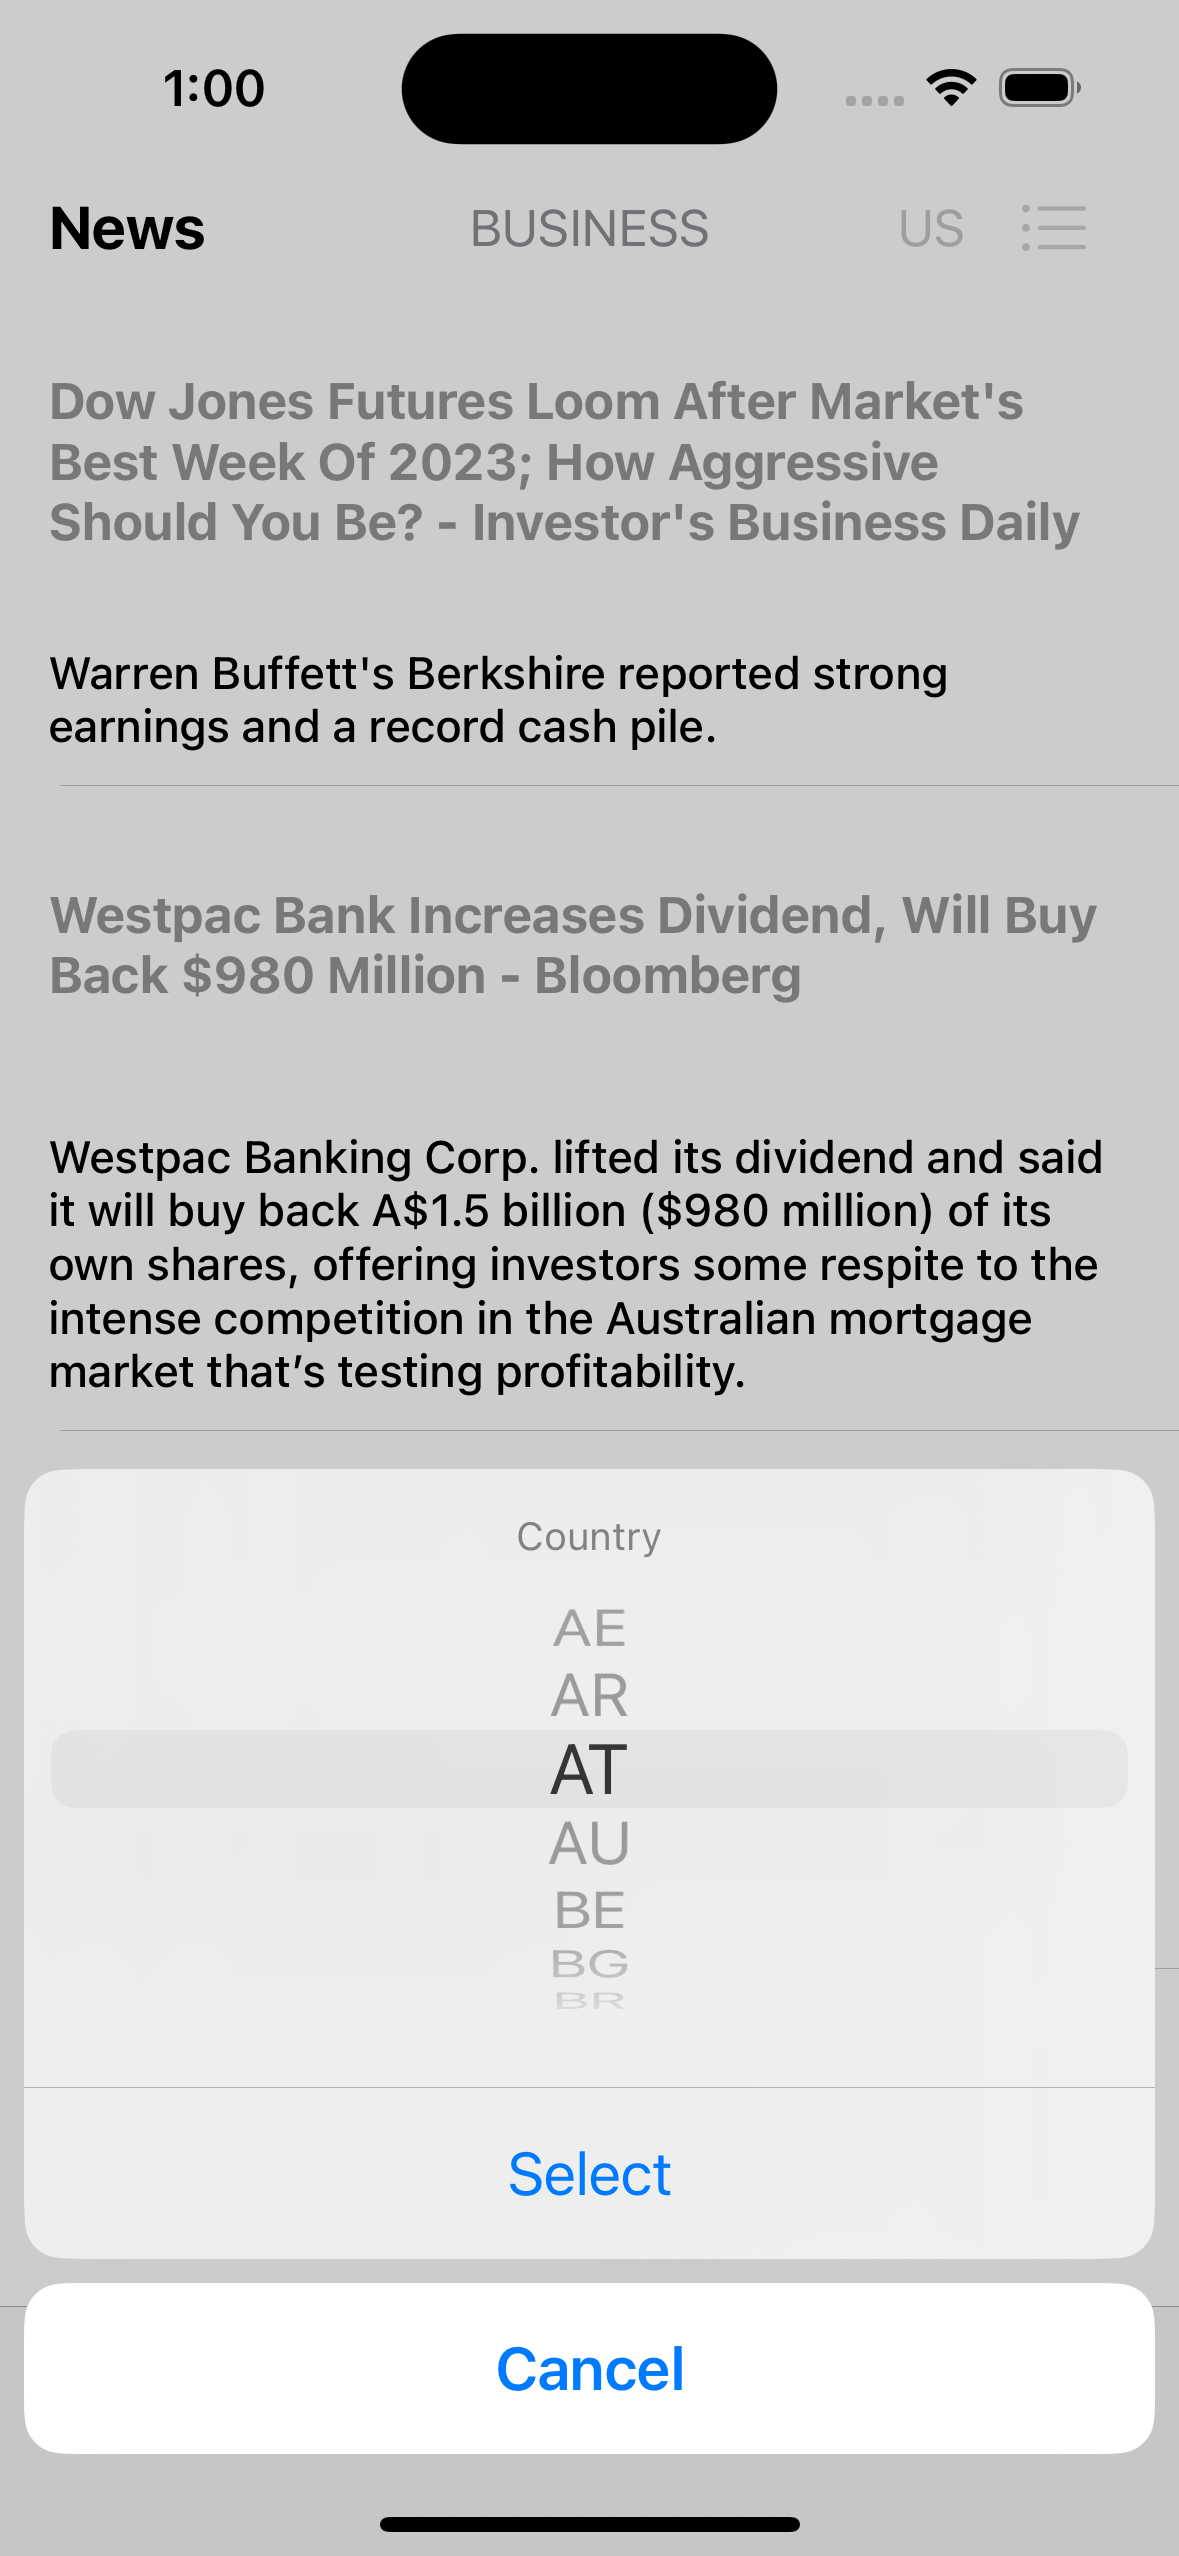 1:00
News BUSINESS US
Dow Jones Futures Loom After Market's
Best Week Of 2023; How Aggressive
Should You Be? - Investor's Business Daily
Warren Buffett's Berkshire reported strong
earnings and a record cash pile.
Westpac Bank Increases Dividend, Will Buy
Back $980 Million - Bloomberg
Westpac Banking Corp. lifted its dividend and said
it will buy back A$1.5 billion ($980 million) of its
own shares, offering investors some respite to the
intense competition in the Australian mortgage
market that’s testing profitability.
Country
AE
AR
AT
AU
BE
BG
BR
Select
Cancel